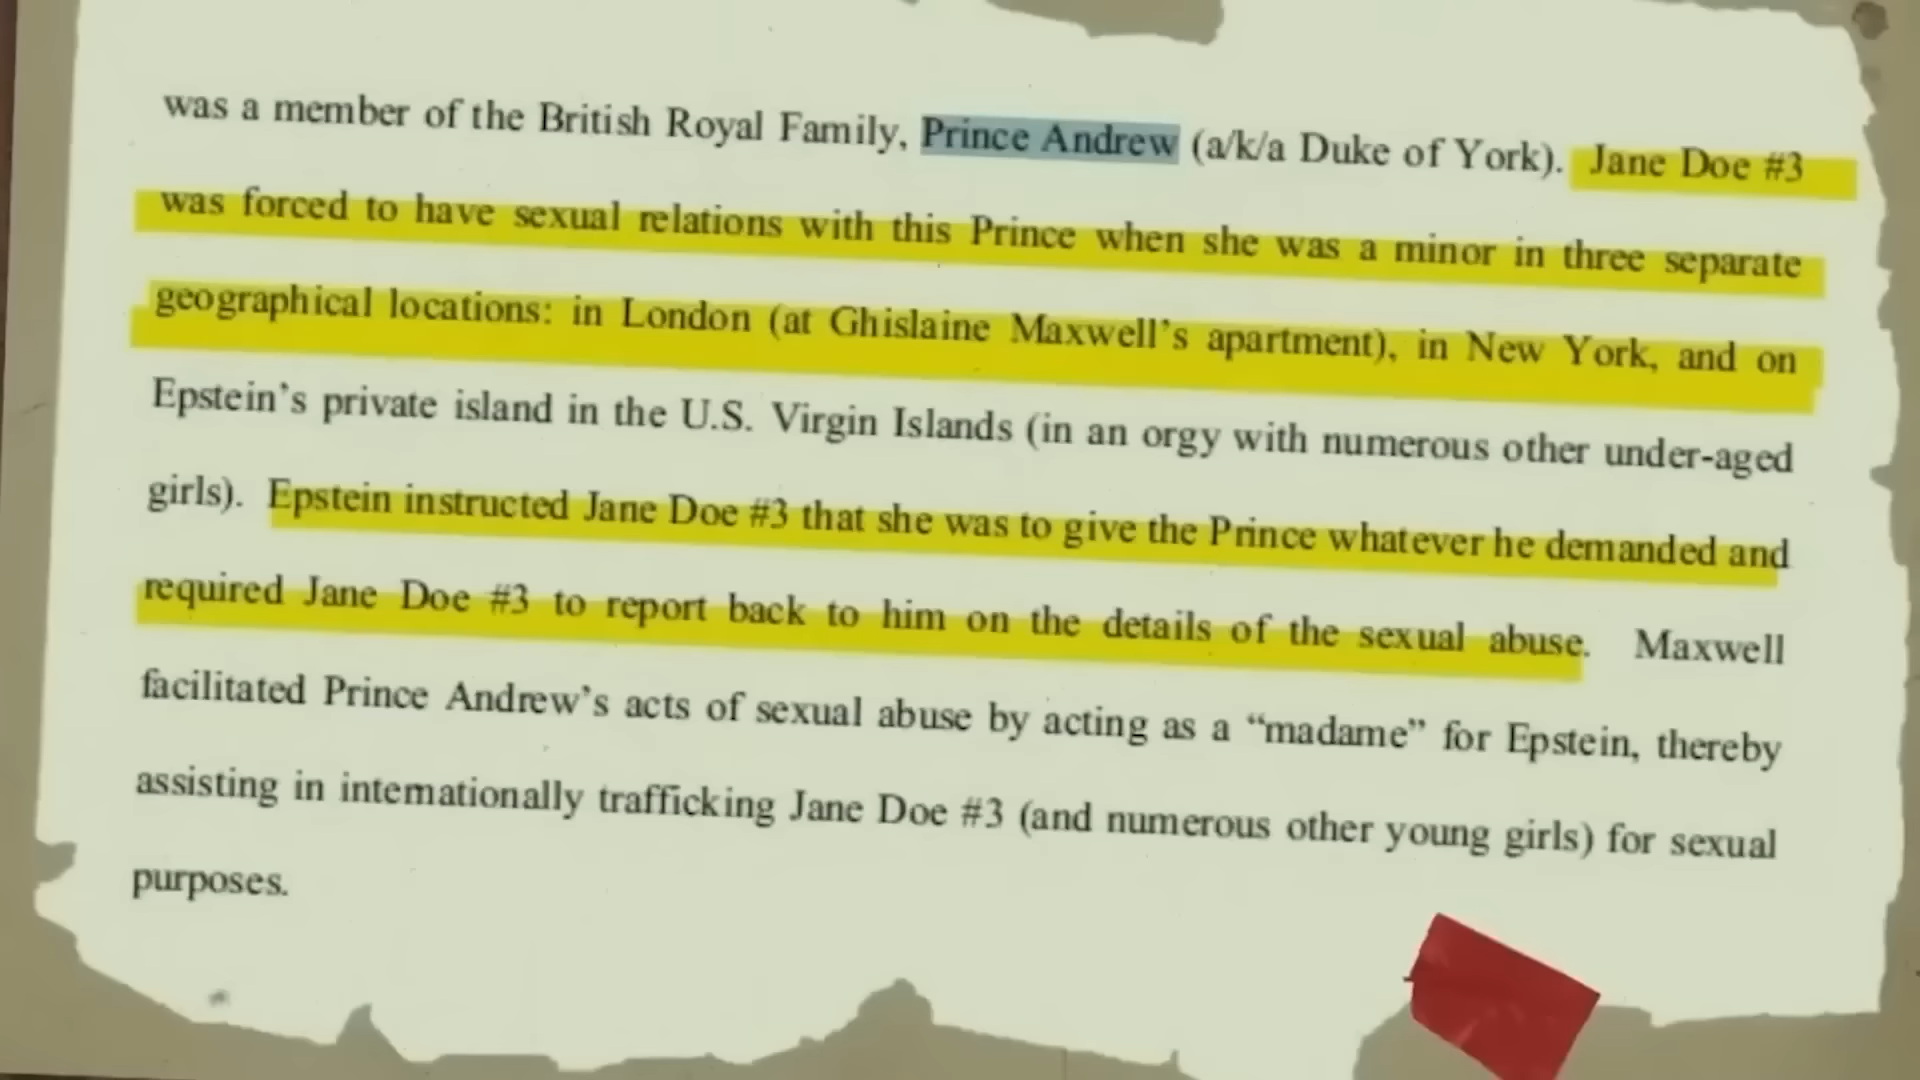 was a member of the British Royal Family, Prince Andrew (a/k/a Duke of York). Jane Doe #3
was forced to have sexual relations with this Prince when she was a minor in three separate
geographical locations: in London (at Ghislaine Maxwell’s apartment), in New York, and on
Epstein’s private island in the U.S. Virgin Islands (in an orgy with numerous other under-aged
girls). Epstein instructed Jane Doe #3 that she was to give the Prince whatever he demanded and
required Jane Doe #3 to report back to him on the details of the sexual abuse. Maxwell
facilitated Prince Andrew’s acts of sexual abuse by acting as a “madame” for Epstein, thereby
assisting in internationally trafficking Jane Doe #3 (and numerous other young girls) for sexual
purposes.